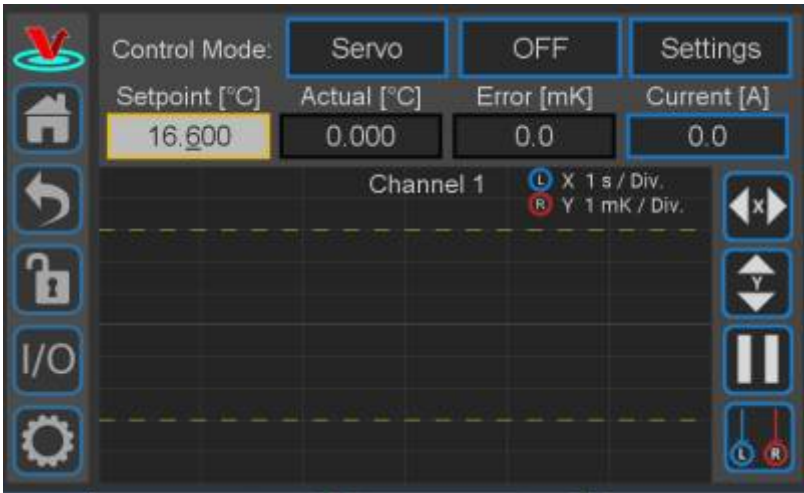 Control Mode: Servo OFF Settings
Setpoint [°C] Actual [°C] Error [mK] Current [A]
16.600 0.000 0.0 0.0
Channel 1
L X 1 s / Div.
R Y 1 mK / Div.
X
Y
I/O
L R